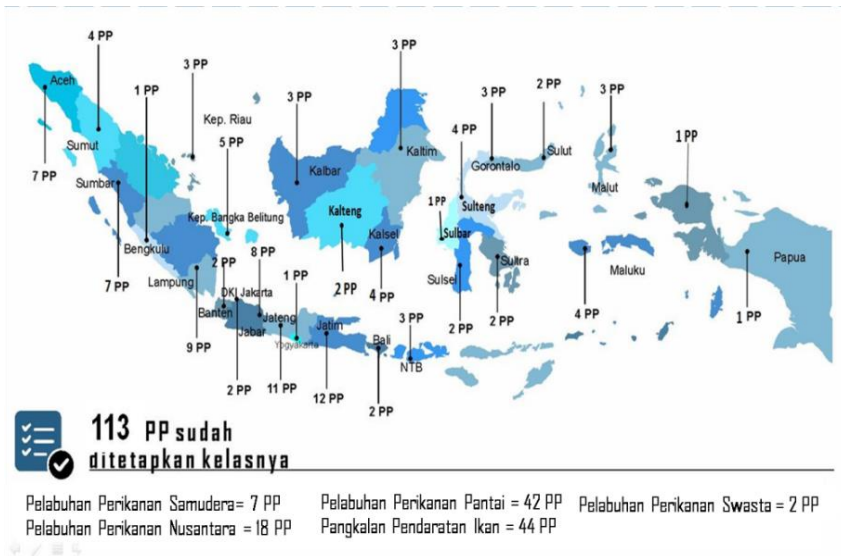 4 PP
3 PP
3 PP
1 PP
3 PP
3 PP
2 PP
3 PP
Aceh
Kep. Riau
5 PP
4 PP
1 PP
Sumut
Kalbar
Kaltim
Gorontalo
Sulut
7 PP
Sumbar
Malut
Kep. Bangka Belitung
Kalteng
1 PP
Sulteng
Bengkulu
8 PP
Kalsel
Sulbar
Sultra
Papua
2 PP
Lampung
1 PP
Sulsel
Maluku
7 PP
DKI Jakarta
2 PP
4 PP
Banten
Jateng
Jatim
3 PP
2 PP
2 PP
4 PP
1 PP
Jabar
Yogyakarta
Bali
9 PP
NTB
2 PP
11 PP
12 PP
2 PP
113 PP sudah
ditetapkan kelasnya
Pelabuhan Perikanan Samudera= 7 PP
Pelabuhan Perikanan Pantai = 42 PP
Pelabuhan Perikanan Swasta = 2 PP
Pelabuhan Perikanan Nusantara = 18 PP
Pangkalan Pendaratan Ikan = 44 PP